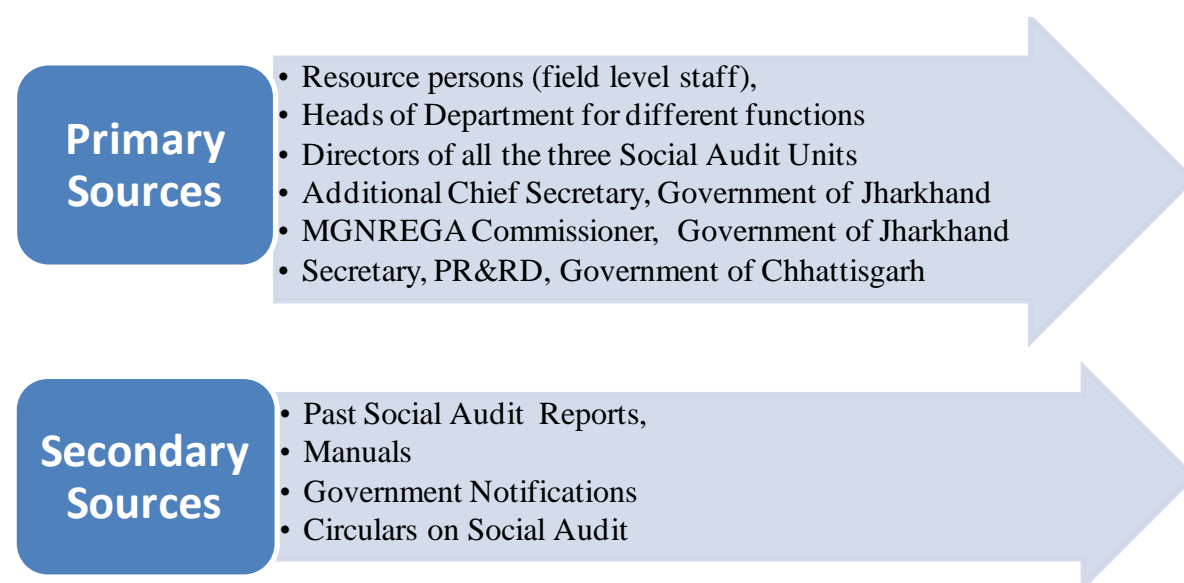 Primary
Sources
• Resource persons (field level staff),
• Heads of Department for different functions
• Directors of all the three Social Audit Units
• Additional Chief Secretary, Government of Jharkhand
• MGNREGA Commissioner, Government of Jharkhand
• Secretary, PR&RD, Government of Chhattisgarh
Secondary
Sources
• Past Social Audit Reports,
• Manuals
• Government Notifications
• Circulars on Social Audit